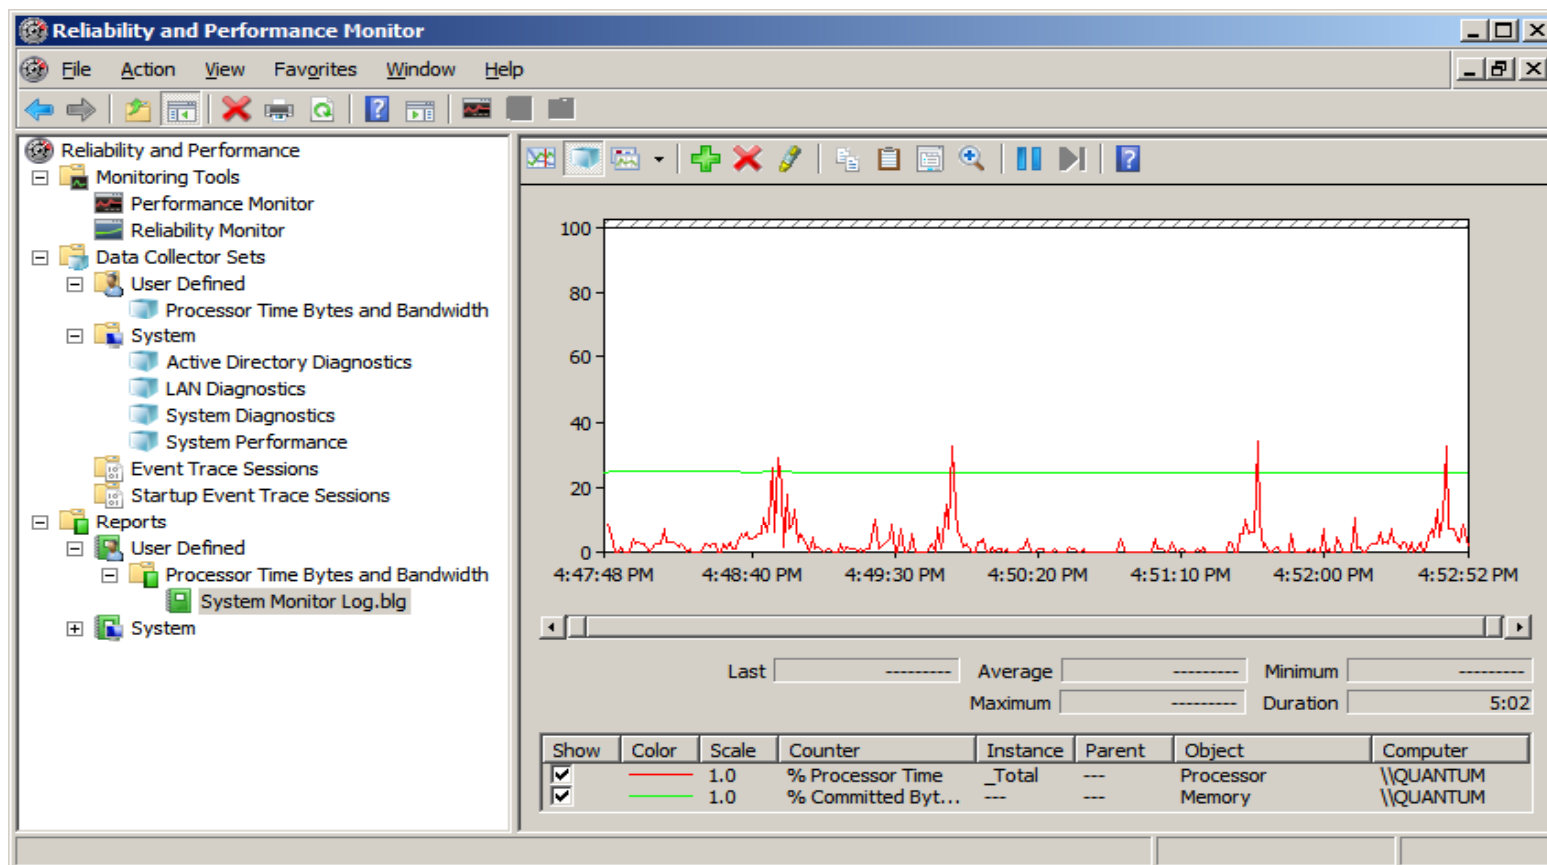 Reliability and Performance Monitor
File Action View Favorites Window Help
Reliability and Performance
Monitoring Tools
Performance Monitor
Reliability Monitor
Data Collector Sets
User Defined
Processor Time Bytes and Bandwidth
System
Active Directory Diagnostics
LAN Diagnostics
System Diagnostics
System Performance
Event Trace Sessions
Startup Event Trace Sessions
Reports
User Defined
Processor Time Bytes and Bandwidth
System Monitor Log.blg
System
100
80
60
40
20
0
4:47:48 PM 4:48:40 PM 4:49:30 PM 4:50:20 PM 4:51:10 PM 4:52:00 PM 4:52:52 PM
Last --------- Average --------- Minimum ---------
Maximum --------- Duration 5:02
Show Color Scale Counter Instance Parent Object Computer
1.0 % Processor Time _Total --- Processor \\QUANTUM
1.0 % Committed Byt... --- --- Memory \\QUANTUM